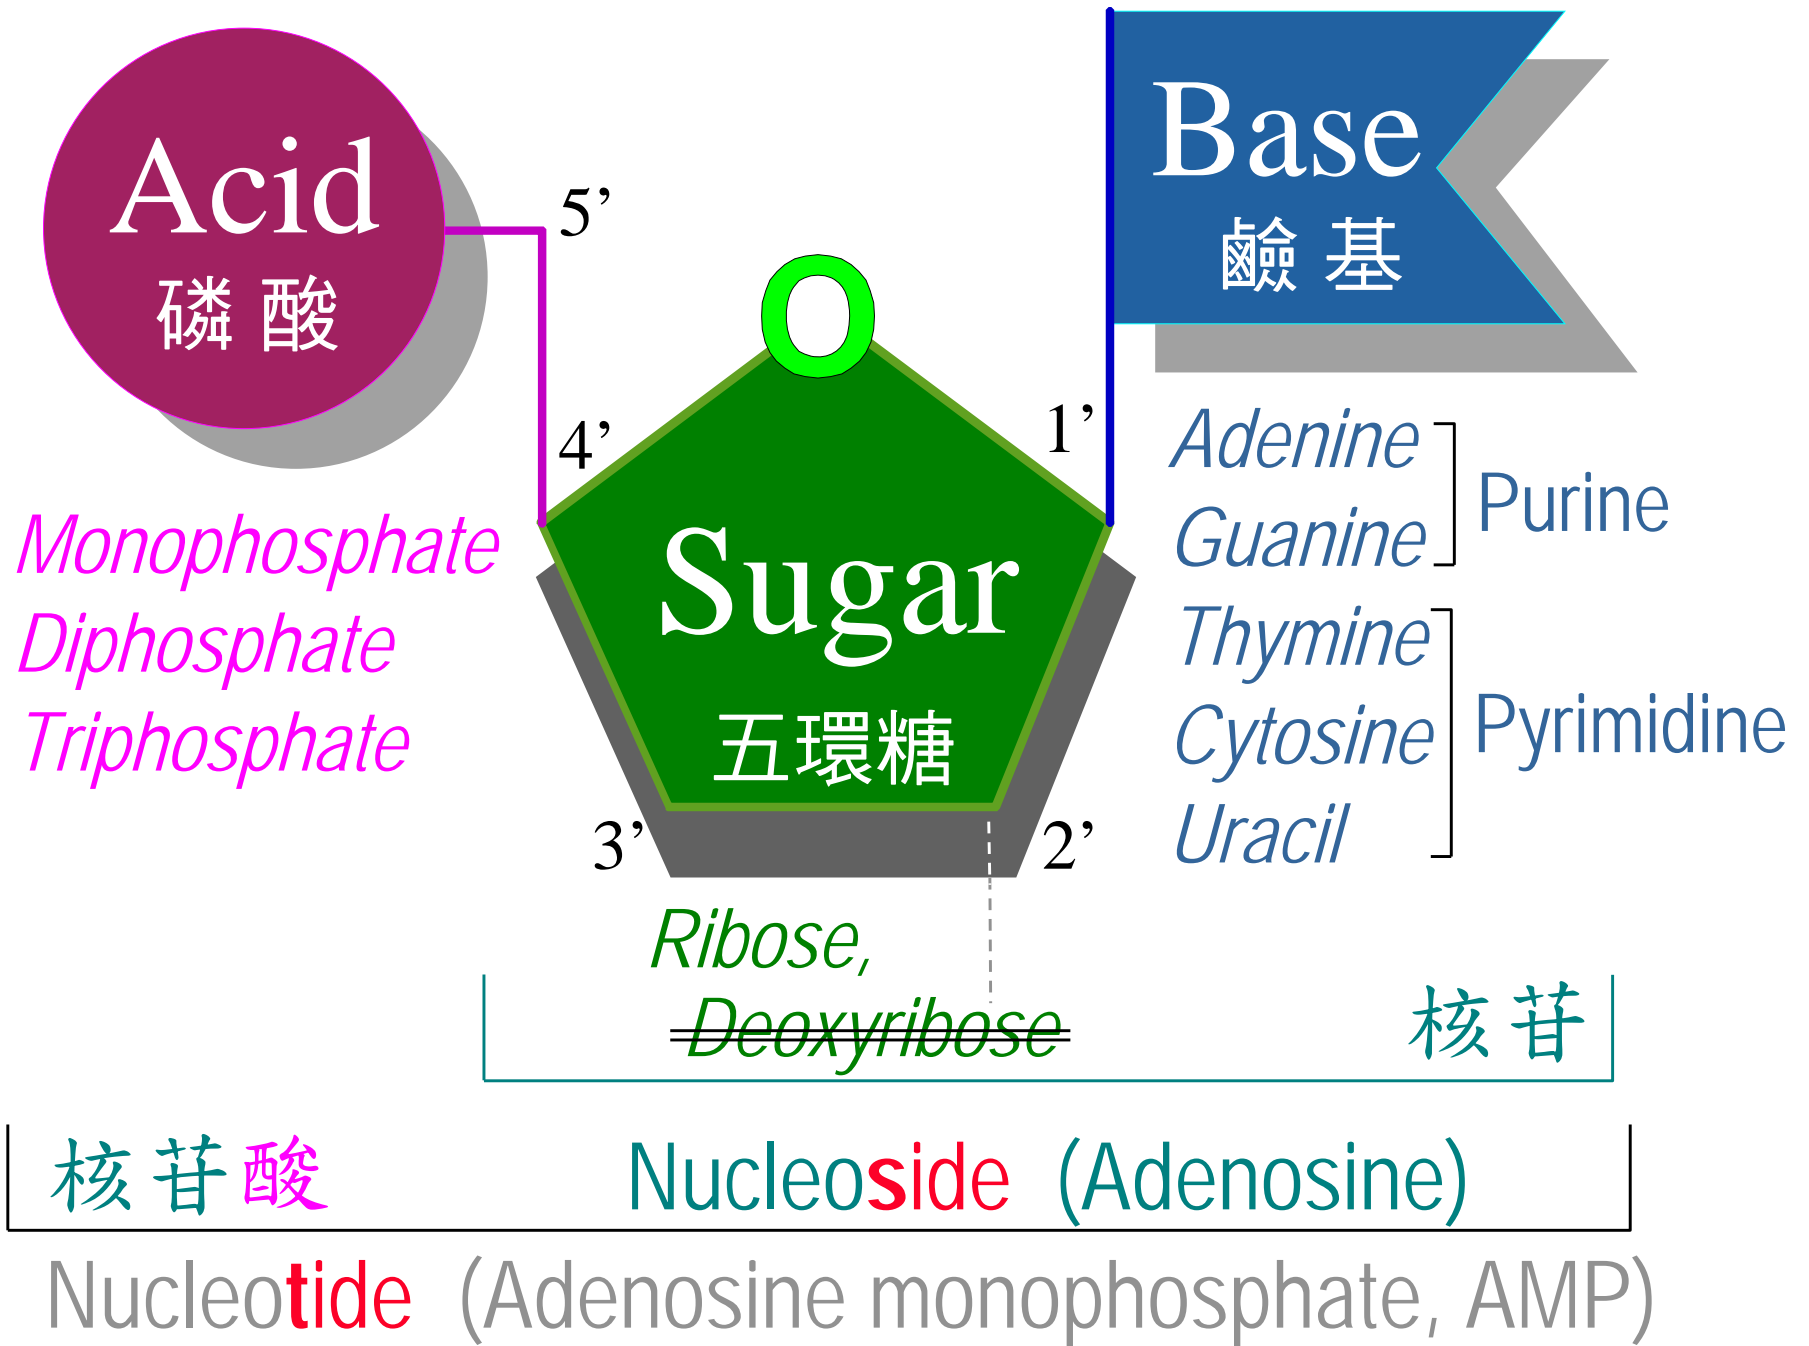 Acid
磷酸
5’
O
Base
鹼基
4’
1’
Monophosphate
Diphosphate
Triphosphate
Sugar
五環糖
Adenine
Guanine
Purine
Thymine
Cytosine
Uracil
Pyrimidine
3’
2’
Ribose,
Deoxyribose
核苷
核苷酸
Nucleoside (Adenosine)
Nucleotide (Adenosine monophosphate, AMP)